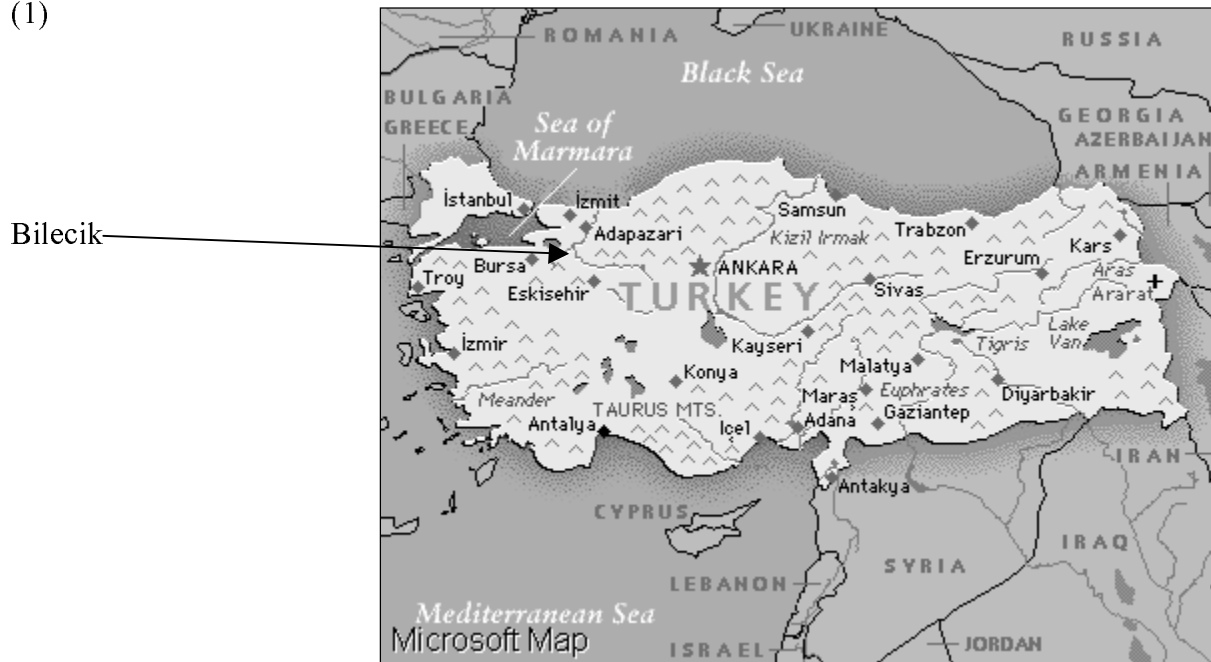 (1)
ROMANIA
UKRAINE
RUSSIA
Black Sea
BULGARIA
GREECE
Sea of
Marmara
GEORGIA
AZERBAIJAN
ARMENIA
İstanbul
İzmit
Samsun
Trabzon
Adapazari
Kizil Irmak
Kars
Bilecik
Bursa
ANKARA
Erzurum
Aras
Troy
Eskisehir
TURKEY
Sivas
Ararat
İzmir
Kayseri
Tigris
Lake
Van
Konya
Malatya
Meander
Maraş
Euphrates
Diyarbakir
TAURUS MTS.
Antalya
Içel
Adana
Gaziantep
IRAN
Antakya
CYPRUS
IRAQ
SYRIA
LEBANON
Mediterranean Sea
Microsoft Map
ISRAEL
JORDAN